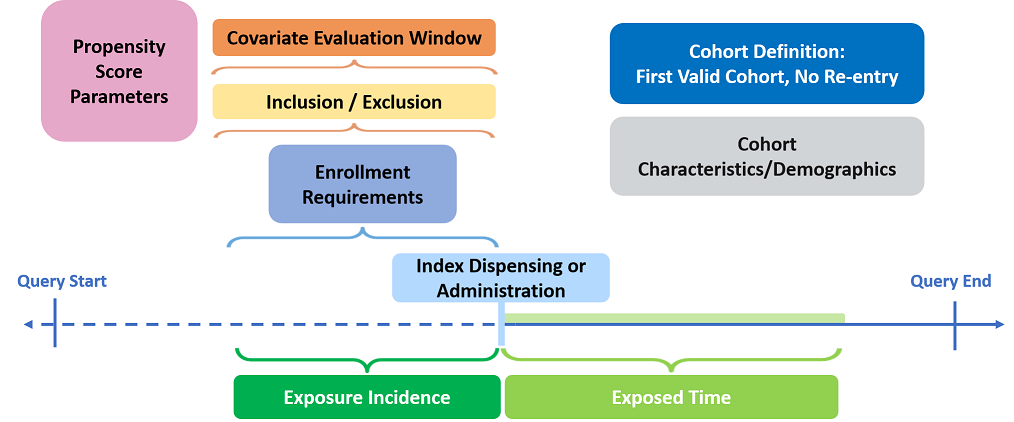 Propensity
Score
Parameters
Covariate Evaluation Window
Inclusion / Exclusion
Enrollment
Requirements
Cohort Definition:
First Valid Cohort, No Re-entry
Cohort
Characteristics/Demographics
Index Dispensing or
Administration
Query Start
Query End
Exposure Incidence
Exposed Time